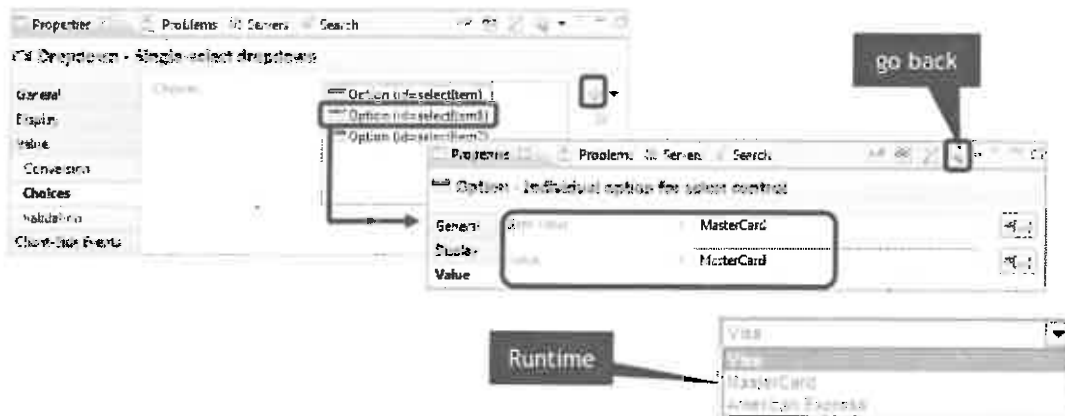 Properties Problems Servers Search
Dropdown - Single-select dropdown
General
Display
Value
Conversion
Choices
Validation
Client-Side Events
Choices:
Option (id=selectItem)
Option (id=selectItem1)
Option (id=selectItem2)
go back
Properties Problems Servers Search
Option - Individual option for select control
General
Display
Value
MasterCard
Value
MasterCard
Runtime
Visa
Visa
MasterCard
American Express